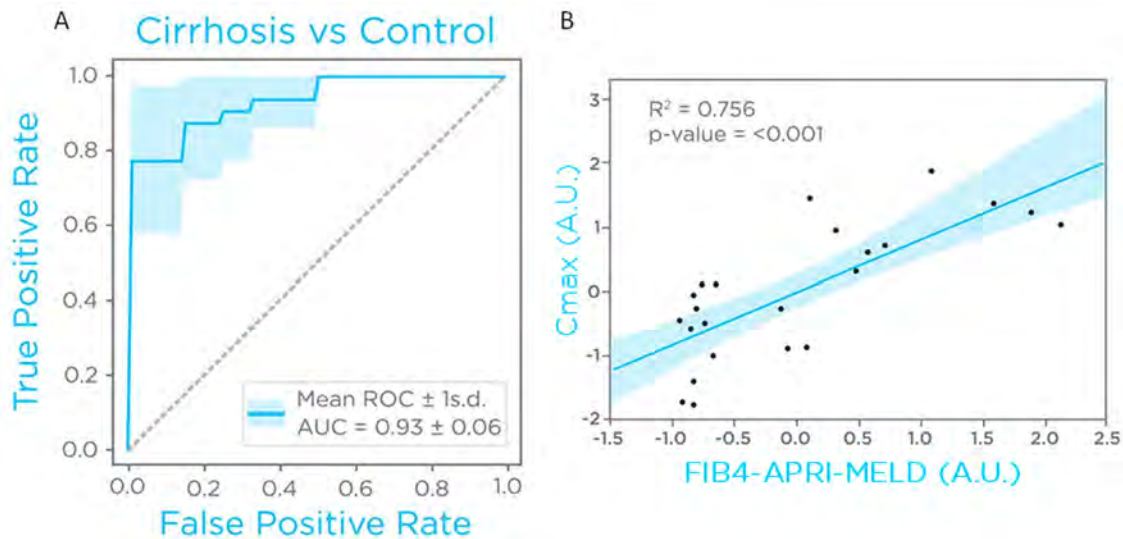 A
Cirrhosis vs Control
True Positive Rate
1.0
0.8
0.6
0.4
0.2
0.0
Mean ROC ± 1s.d.
AUC = 0.93 ± 0.06
0.0 0.2 0.4 0.6 0.8 1.0
False Positive Rate
B
R² = 0.756
p-value = <0.001
Cmax (A.U.)
3
2
1
0
-1
-2
-1.5 -1.0 -0.5 0.0 0.5 1.0 1.5 2.0 2.5
FIB4-APRI-MELD (A.U.)